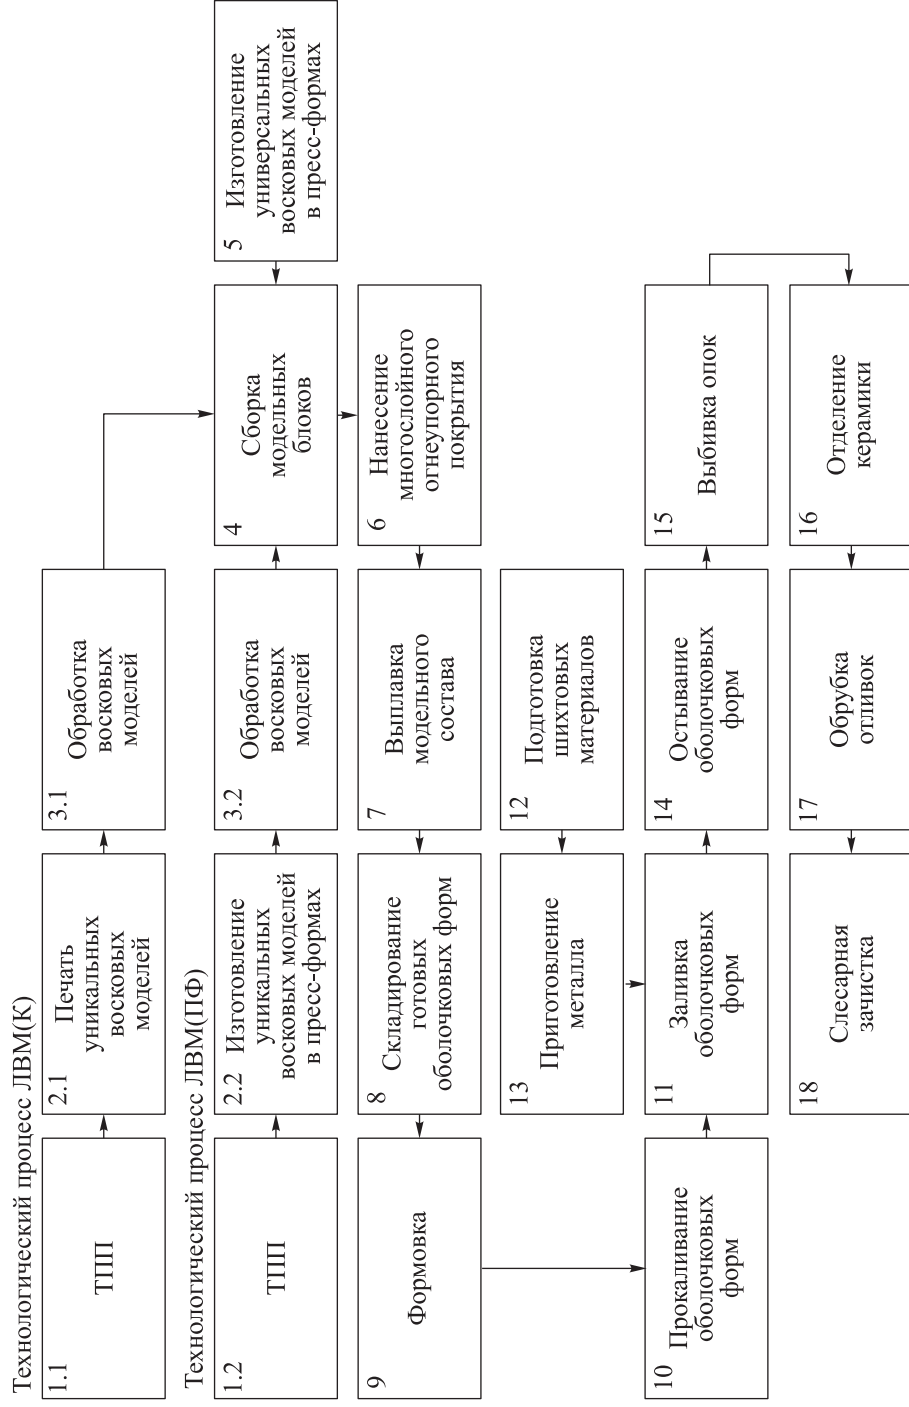 Технологический процесс ЛВМ(К)
1.1
ТПП
2.1
Печать
уникальных
восковых
моделей
3.1
Обработка
восковых
моделей
Технологический процесс ЛВМ(ПФ)
1.2
ТПП
2.2
Изготовление
уникальных
восковых моделей
в пресс-формах
3.2
Обработка
восковых
моделей
4
Сборка
модельных
блоков
5
Изготовление
универсальных
восковых моделей
в пресс-формах
9
Формовка
8
Складирование
готовых
оболочковых форм
7
Выплавка
модельного
состава
6
Нанесение
многослойного
огнеупорного
покрытия
13
Приготовление
металла
12
Подготовка
шихтовых
материалов
10
Прокаливание
оболочковых
форм
11
Заливка
оболочковых
форм
14
Остывание
оболочковых
форм
15
Выбивка опок
18
Слесарная
зачистка
17
Обрубка
отливок
16
Отделение
керамики